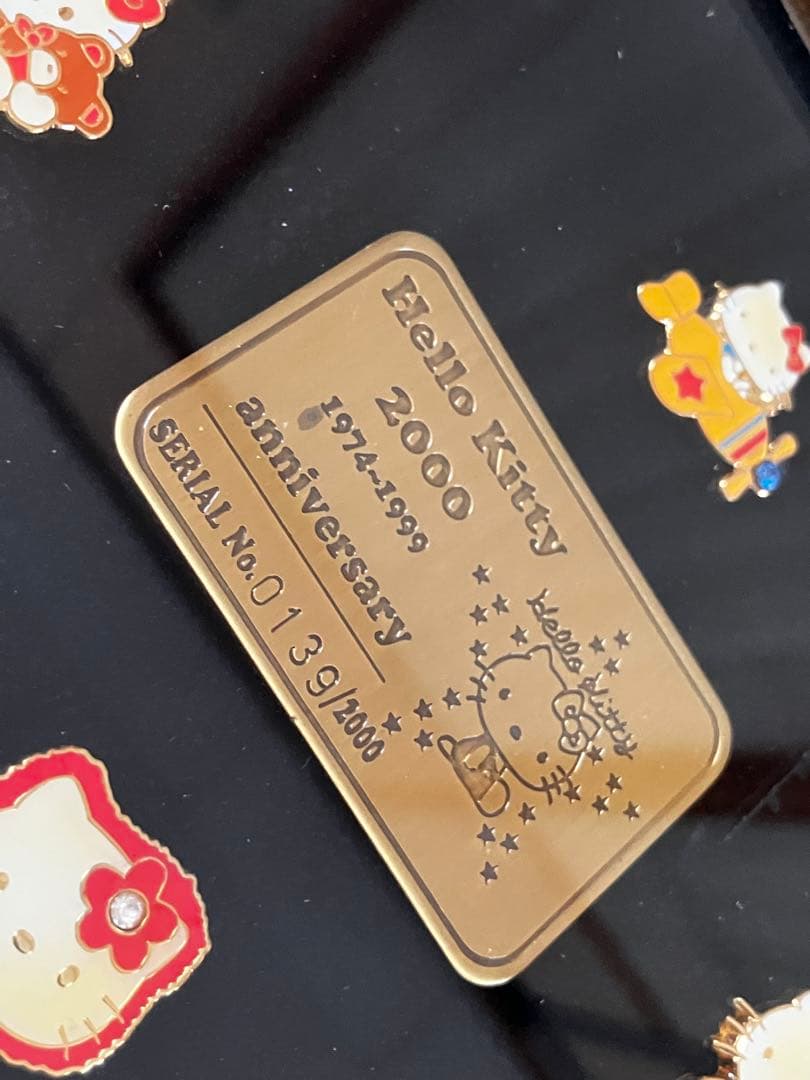 Hello Kitty
2000
1974~1999
anniversary
SERIAL No. 0139/2000
Hello Kitty